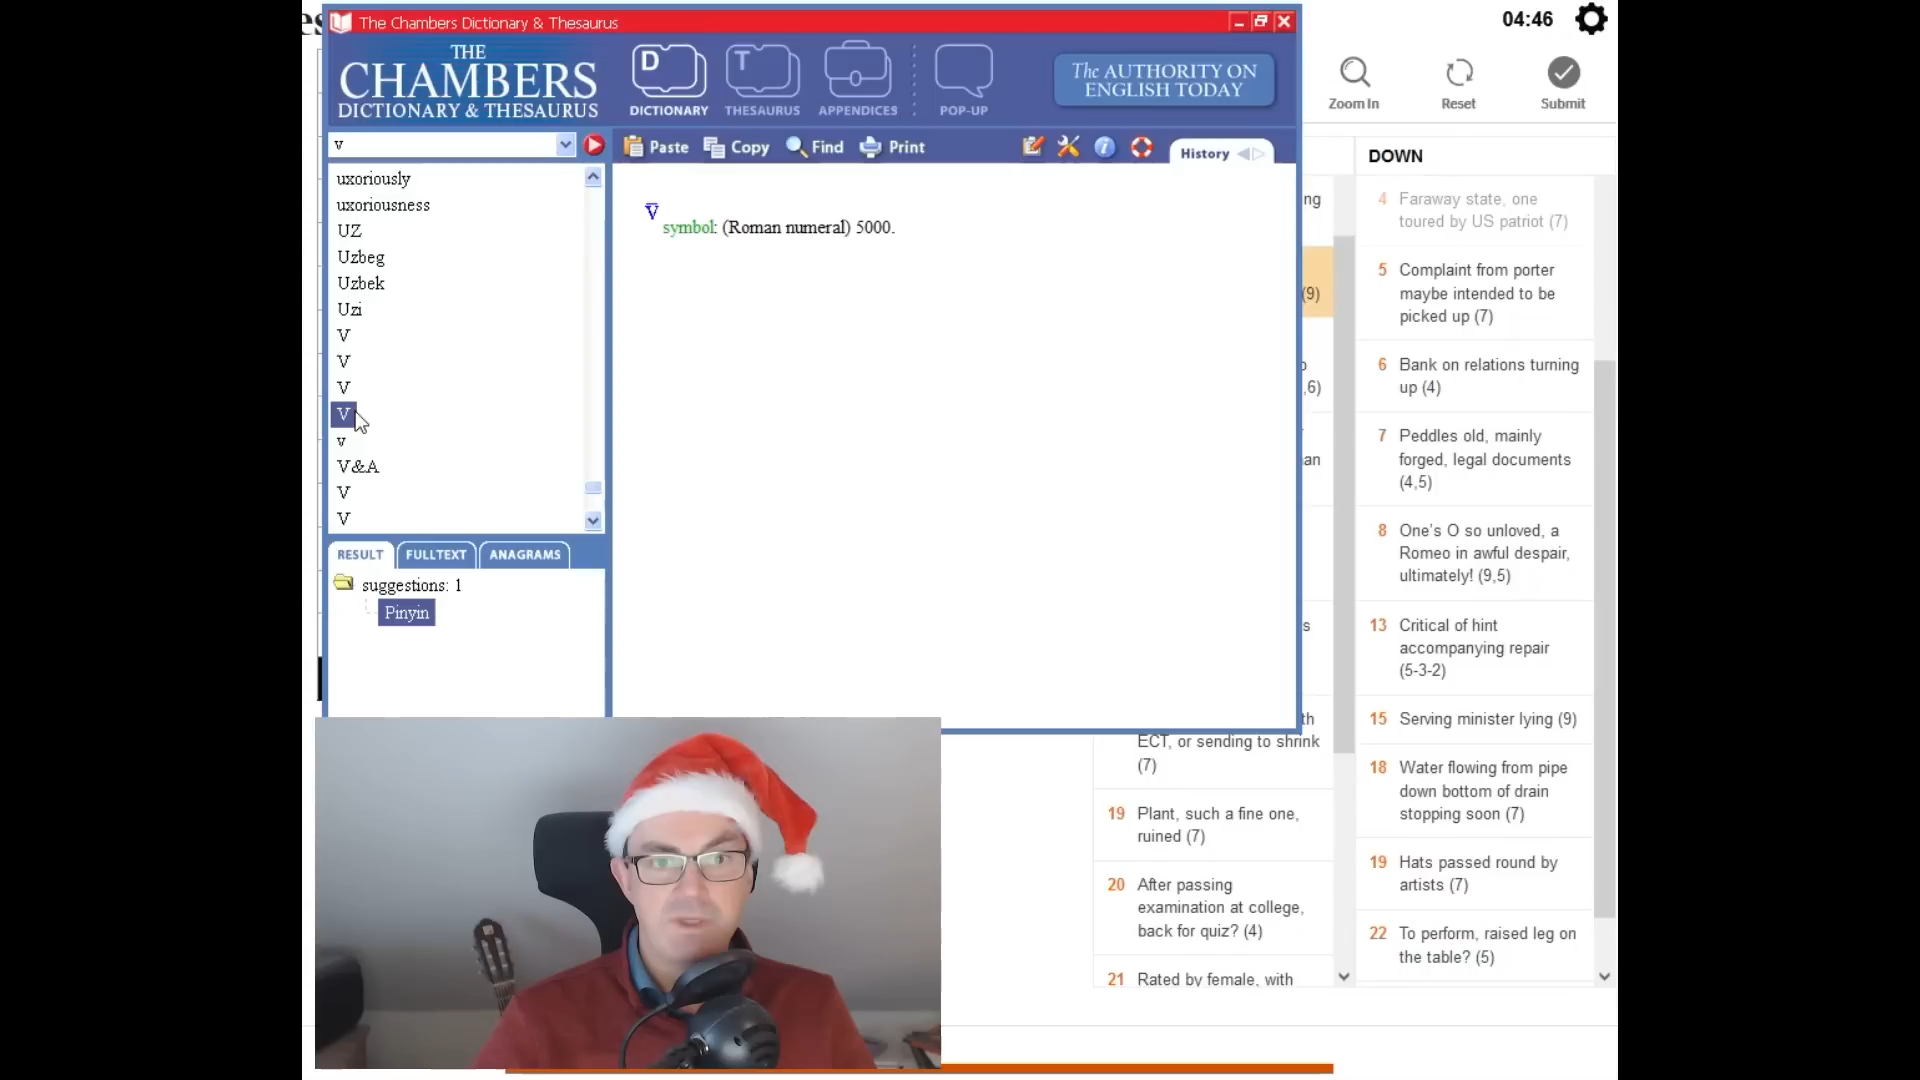 The Chambers Dictionary & Thesaurus
THE
CHAMBERS
DICTIONARY & THESAURUS
D
DICTIONARY
T
THESAURUS
APPENDICES
POP-UP
The AUTHORITY ON
ENGLISH TODAY
v
Paste
Copy
Find
Print
History
uxoriously
uxoriousness
UZ
Uzbeg
Uzbek
Uzi
V
V
V
V
v
V&A
V
V
V̅
symbol: (Roman numeral) 5000.
RESULT
FULLTEXT
ANAGRAMS
suggestions: 1
Pinyin
04:46
Zoom In
Reset
Submit
ng
(9)
,6)
an
s
th
ECT, or sending to shrink
(7)
19 Plant, such a fine one,
ruined (7)
20 After passing
examination at college,
back for quiz? (4)
21 Rated by female, with
DOWN
4 Faraway state, one
toured by US patriot (7)
5 Complaint from porter
maybe intended to be
picked up (7)
6 Bank on relations turning
up (4)
7 Peddles old, mainly
forged, legal documents
(4,5)
8 One's O so unloved, a
Romeo in awful despair,
ultimately! (9,5)
13 Critical of hint
accompanying repair
(5-3-2)
15 Serving minister lying (9)
18 Water flowing from pipe
down bottom of drain
stopping soon (7)
19 Hats passed round by
artists (7)
22 To perform, raised leg on
the table? (5)